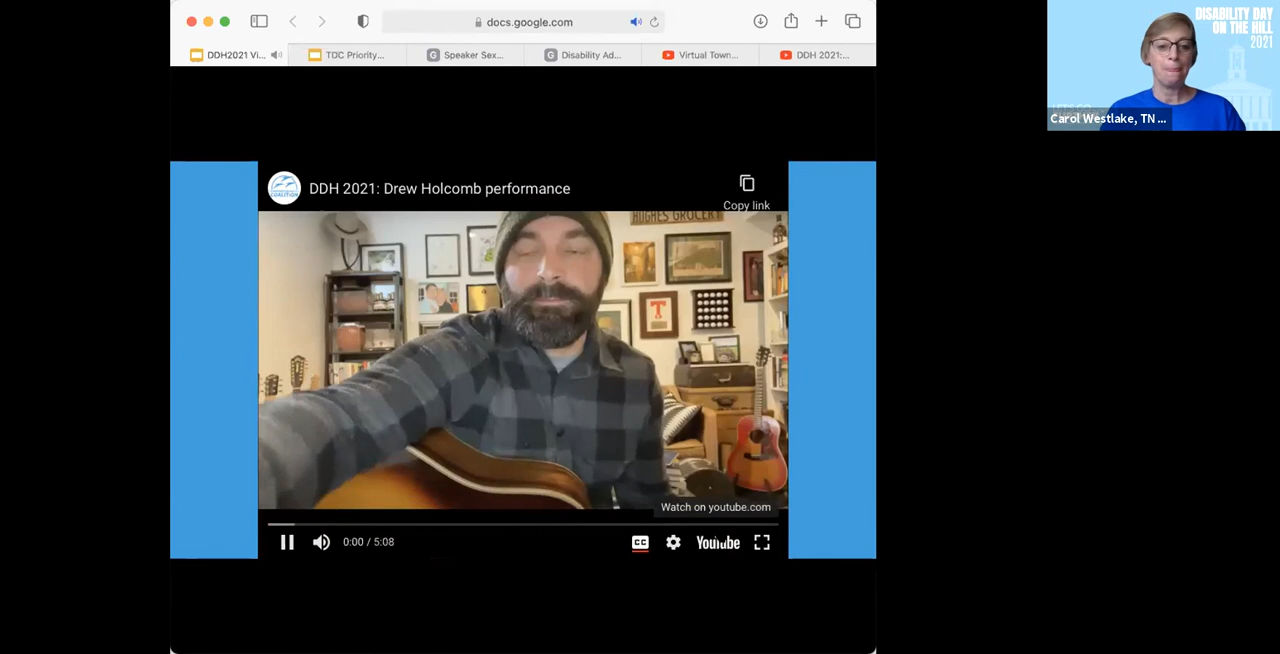 docs.google.com
DDH2021 Vi...
TDC Priority...
Speaker Sex...
Disability Ad...
Virtual Town...
DDH 2021:...
DISABILITY DAY
ON THE HILL
2021
Carol Westlake, TN ...
COALITION
DDH 2021: Drew Holcomb performance
Copy link
HUGHES GROCERY
T
Watch on youtube.com
0:00 / 5:08
CC
YouTube